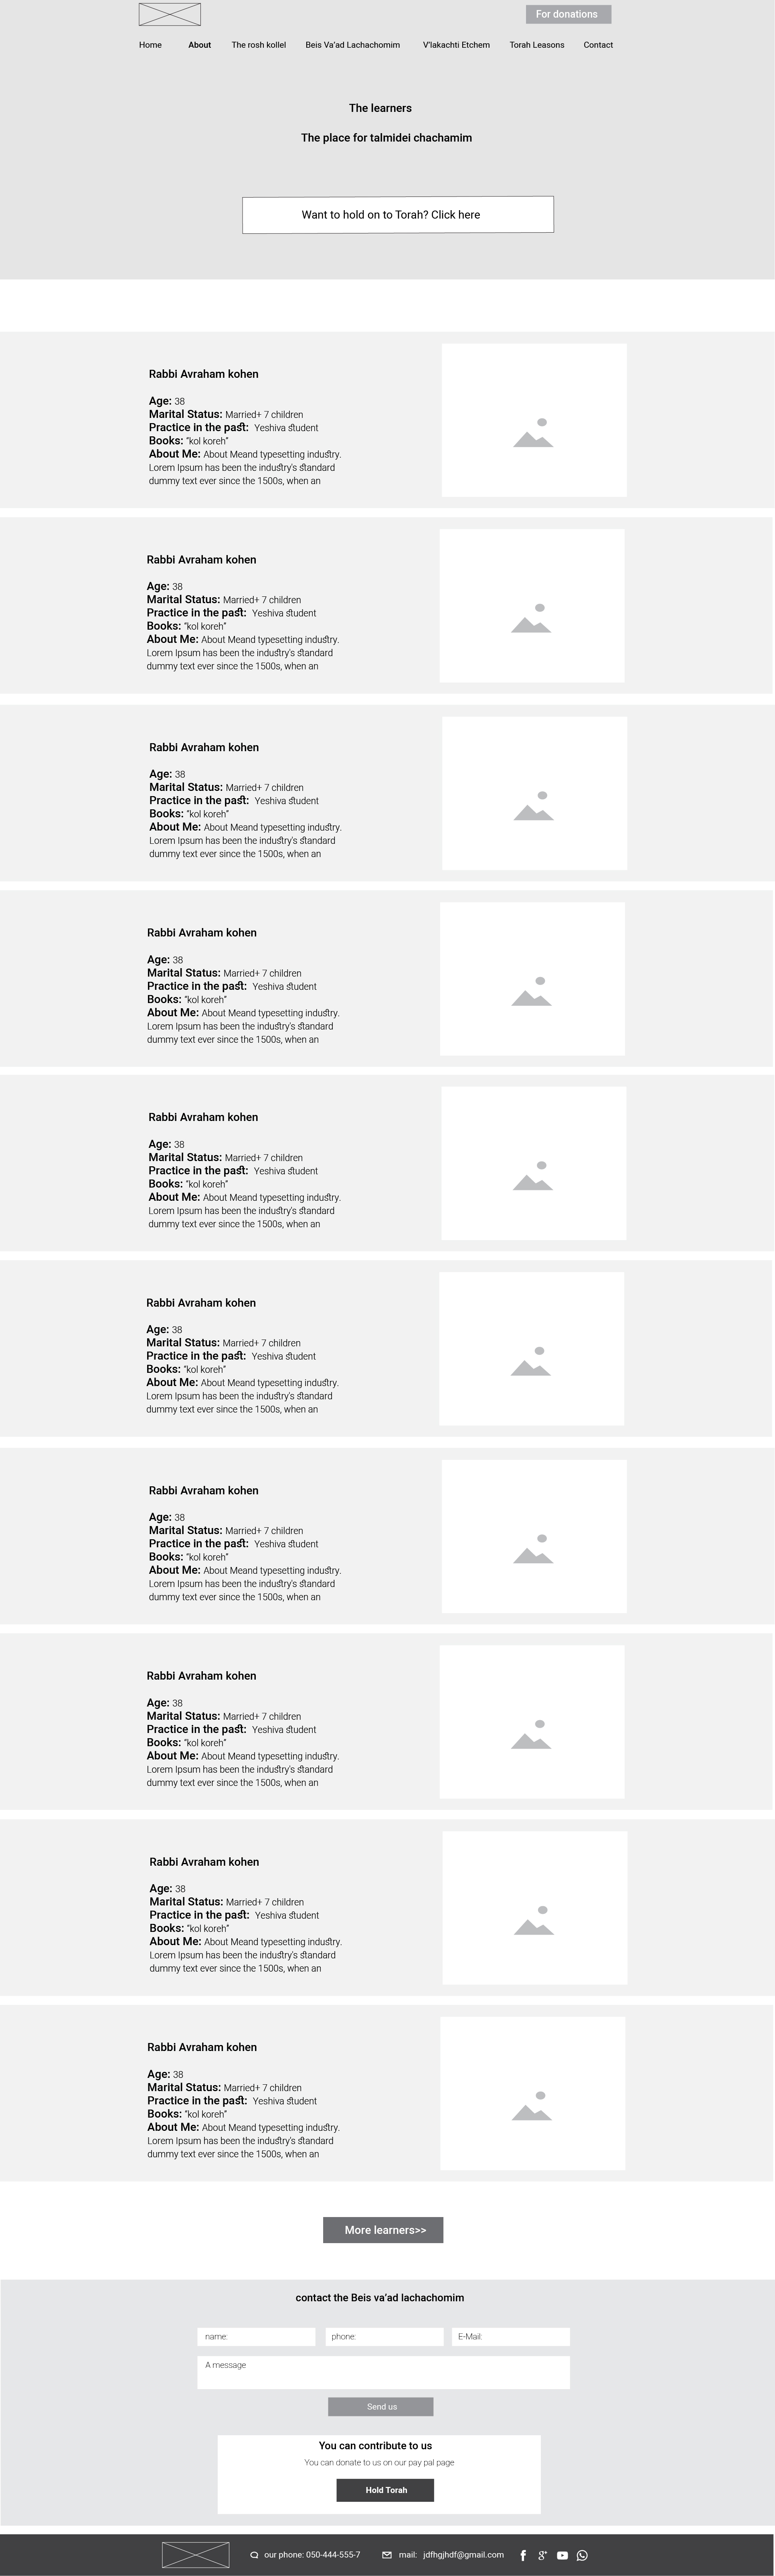 For donations
Home About The rosh kollel Beis Va'ad Lachachomim V'lakachti Etchem Torah Leasons Contact
The learners
The place for talmidei chachamim
Want to hold on to Torah? Click here
Rabbi Avraham kohen
Age: 38
Marital Status: Married+ 7 children
Practice in the past: Yeshiva student
Books: "kol koreh"
About Me: About Meand typesetting industry.
Lorem Ipsum has been the industry's standard
dummy text ever since the 1500s, when an
Rabbi Avraham kohen
Age: 38
Marital Status: Married+ 7 children
Practice in the past: Yeshiva student
Books: "kol koreh"
About Me: About Meand typesetting industry.
Lorem Ipsum has been the industry's standard
dummy text ever since the 1500s, when an
Rabbi Avraham kohen
Age: 38
Marital Status: Married+ 7 children
Practice in the past: Yeshiva student
Books: "kol koreh"
About Me: About Meand typesetting industry.
Lorem Ipsum has been the industry's standard
dummy text ever since the 1500s, when an
Rabbi Avraham kohen
Age: 38
Marital Status: Married+ 7 children
Practice in the past: Yeshiva student
Books: "kol koreh"
About Me: About Meand typesetting industry.
Lorem Ipsum has been the industry's standard
dummy text ever since the 1500s, when an
Rabbi Avraham kohen
Age: 38
Marital Status: Married+ 7 children
Practice in the past: Yeshiva student
Books: "kol koreh"
About Me: About Meand typesetting industry.
Lorem Ipsum has been the industry's standard
dummy text ever since the 1500s, when an
Rabbi Avraham kohen
Age: 38
Marital Status: Married+ 7 children
Practice in the past: Yeshiva student
Books: "kol koreh"
About Me: About Meand typesetting industry.
Lorem Ipsum has been the industry's standard
dummy text ever since the 1500s, when an
Rabbi Avraham kohen
Age: 38
Marital Status: Married+ 7 children
Practice in the past: Yeshiva student
Books: "kol koreh"
About Me: About Meand typesetting industry.
Lorem Ipsum has been the industry's standard
dummy text ever since the 1500s, when an
Rabbi Avraham kohen
Age: 38
Marital Status: Married+ 7 children
Practice in the past: Yeshiva student
Books: "kol koreh"
About Me: About Meand typesetting industry.
Lorem Ipsum has been the industry's standard
dummy text ever since the 1500s, when an
Rabbi Avraham kohen
Age: 38
Marital Status: Married+ 7 children
Practice in the past: Yeshiva student
Books: "kol koreh"
About Me: About Meand typesetting industry.
Lorem Ipsum has been the industry's standard
dummy text ever since the 1500s, when an
Rabbi Avraham kohen
Age: 38
Marital Status: Married+ 7 children
Practice in the past: Yeshiva student
Books: "kol koreh"
About Me: About Meand typesetting industry.
Lorem Ipsum has been the industry's standard
dummy text ever since the 1500s, when an
More learners>>
contact the Beis va'ad lachachomim
name: phone: E-Mail:
A message
Send us
You can contribute to us
You can donate to us on our pay pal page
Hold Torah
our phone: 050-444-555-7 mail: jdfhgjhdf@gmail.com